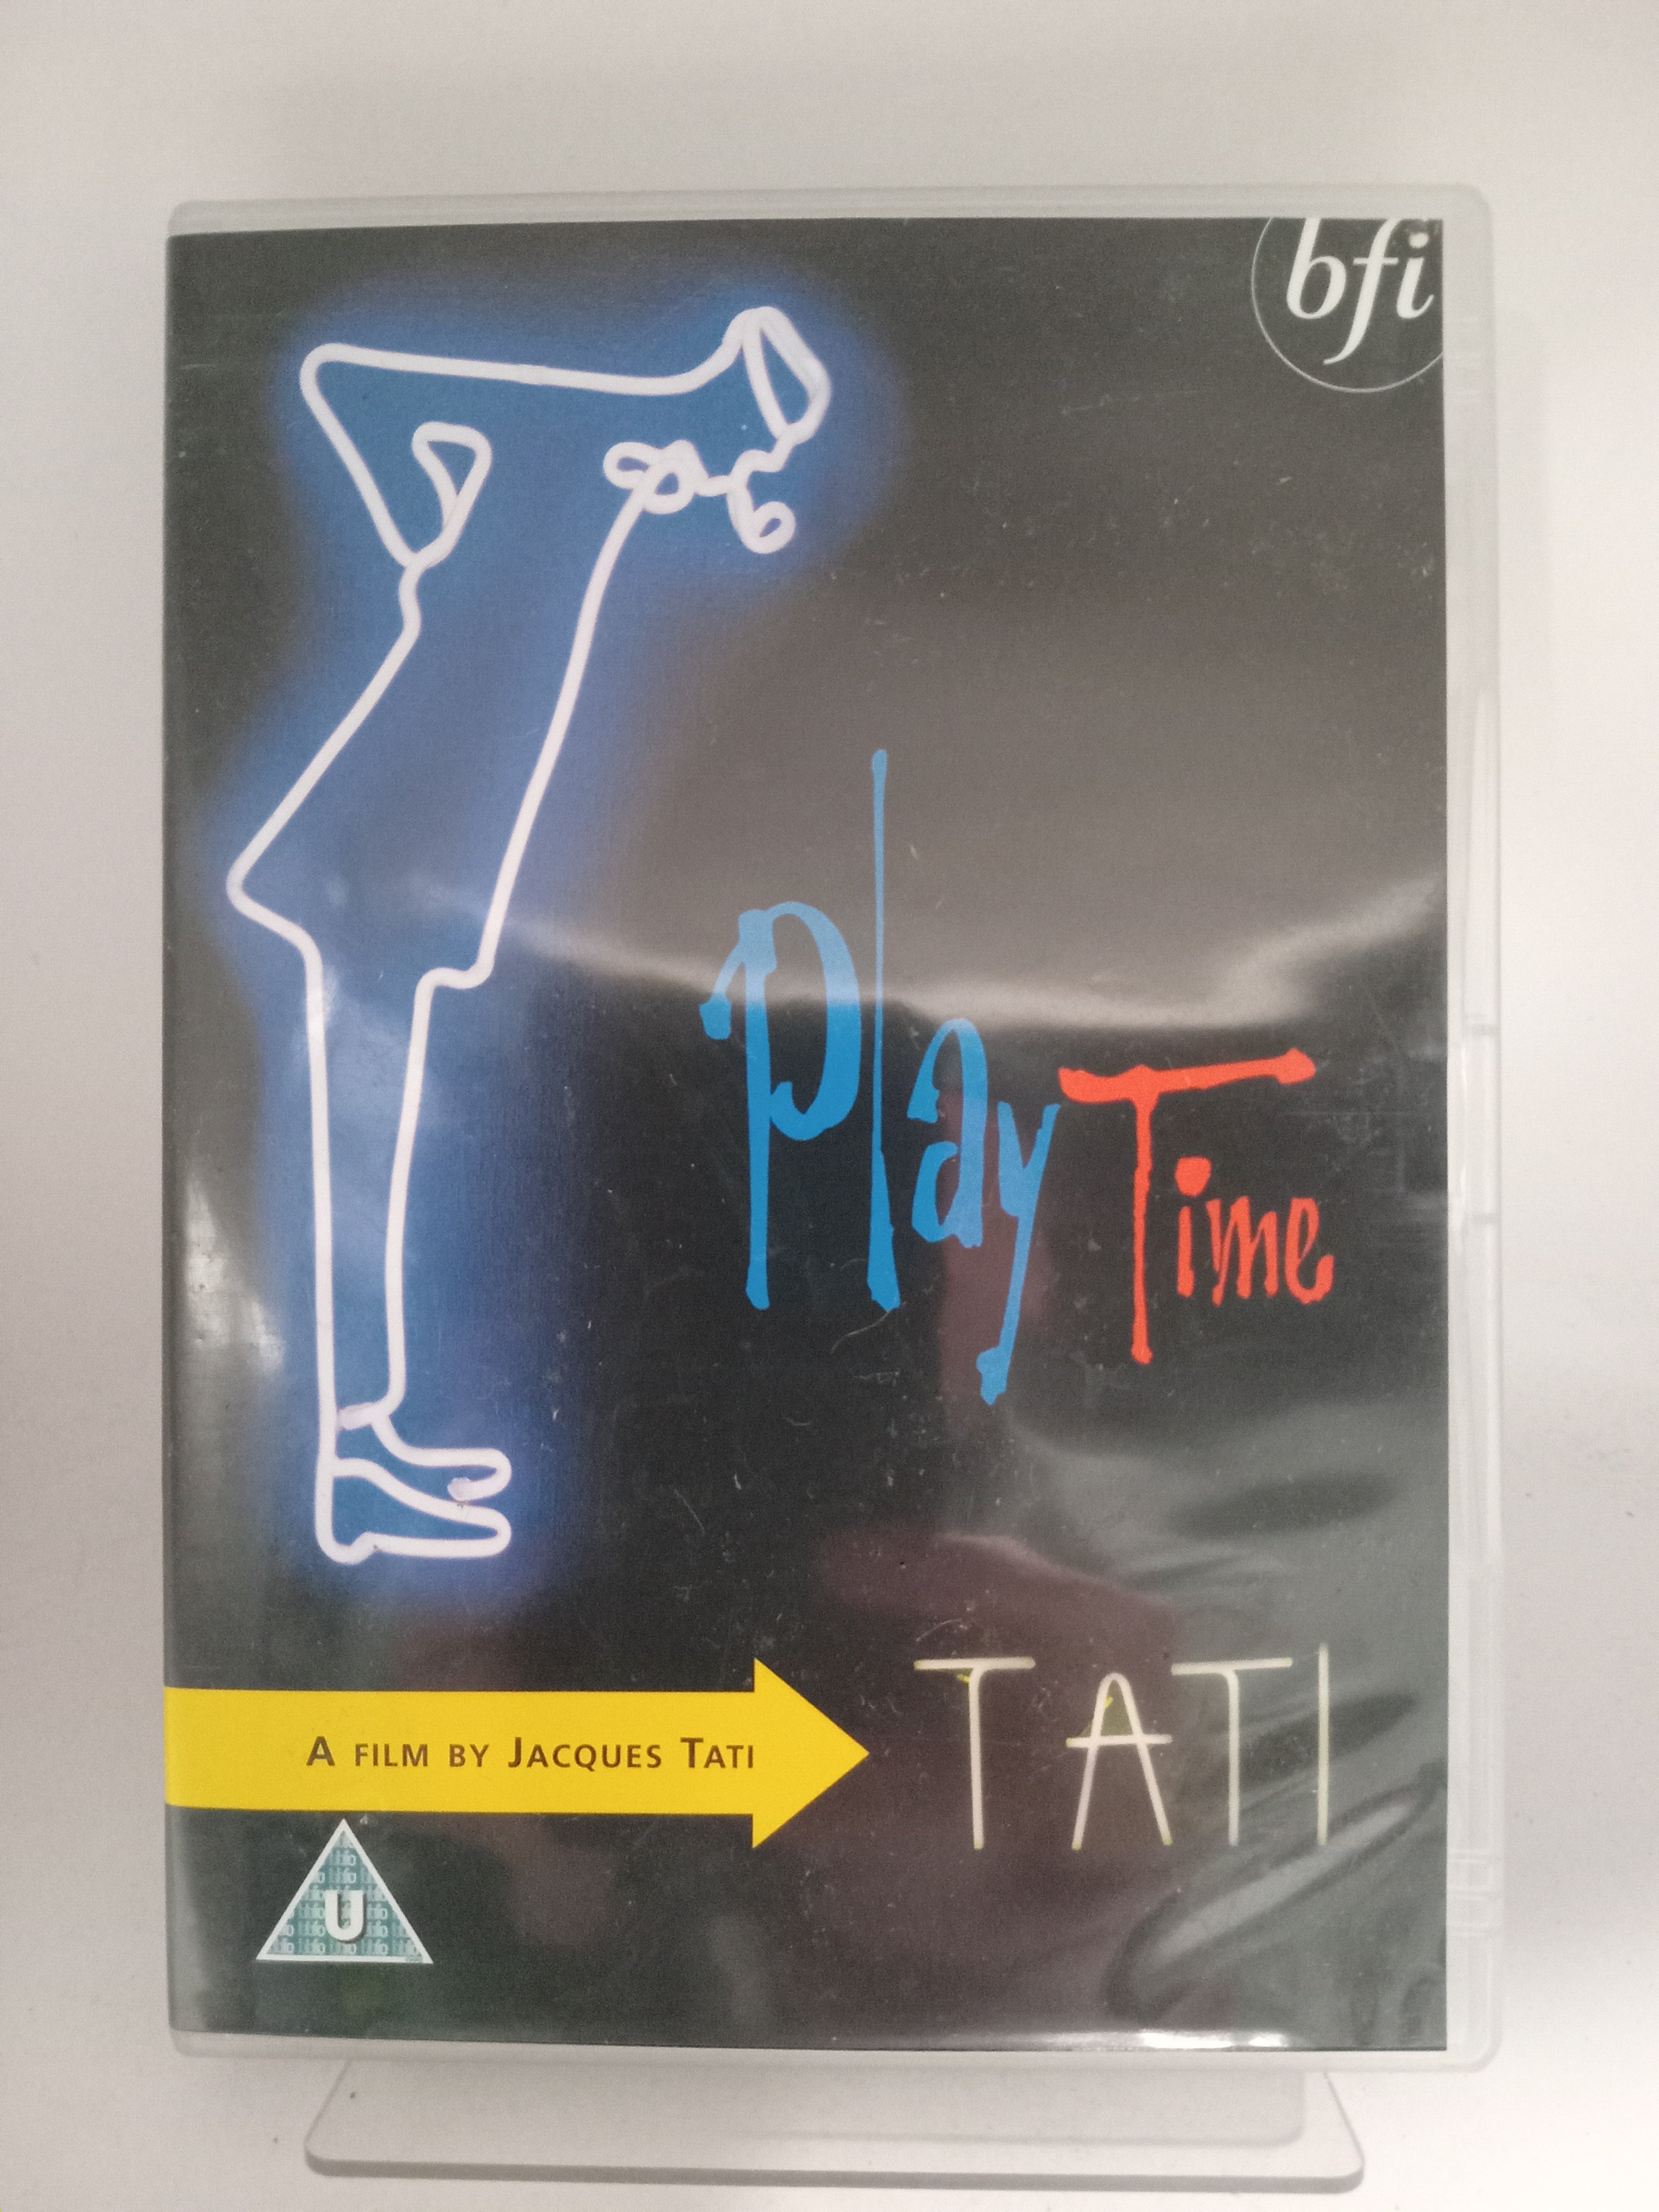 bfi
PlayTime
A FILM BY JACQUES TATI
TATI
U